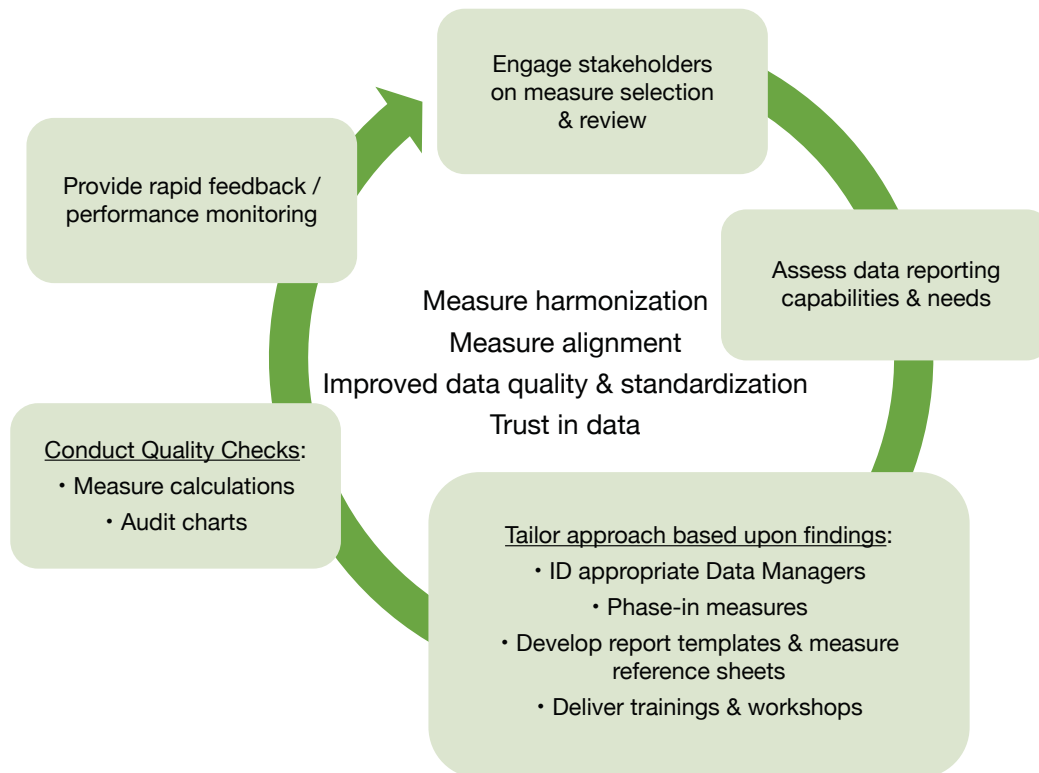 Engage stakeholders
on measure selection
& review
Provide rapid feedback /
performance monitoring
Assess data reporting
capabilities & needs
Measure harmonization
Measure alignment
Improved data quality & standardization
Trust in data
Conduct Quality Checks:
• Measure calculations
• Audit charts
Tailor approach based upon findings:
• ID appropriate Data Managers
• Phase-in measures
• Develop report templates & measure
reference sheets
• Deliver trainings & workshops